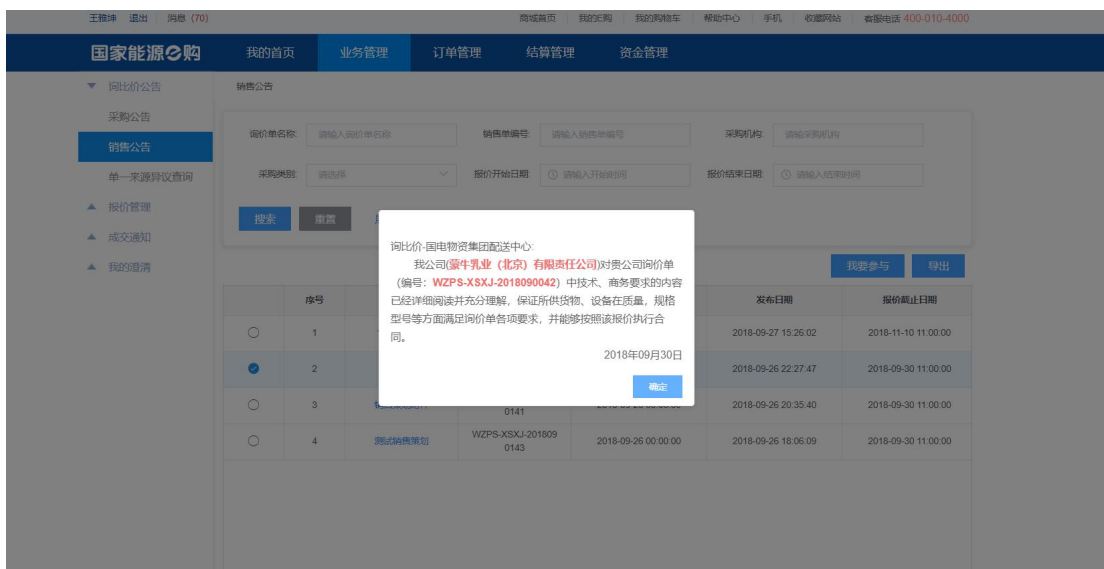 王雅坤 退出 消息 (70) 商城首页 我的E购 我的购物车 帮助中心 手机 收藏网站 客服电话 400-010-4000
国家能源e购 我的首页 业务管理 订单管理 结算管理 资金管理
询比价公告 销售公告
采购公告
询价单名称: 请输入询价单名称 销售单编号: 请输入销售单编号 采购机构: 请输采购机构
销售公告
单一来源异议查询 采购类别: 请选择 报价开始日期: 请输入开始时间 报价结束日期: 请输入结束时间
报价管理
搜索 重置
成交通知
我的澄清
询比价-国电物资集团配送中心:
我公司(蒙牛乳业（北京）有限责任公司)对贵公司询价单
（编号：WZPS-XSXJ-2018090042）中技术、商务要求的内容
已经详细阅读并充分理解，保证所供货物、设备在质量，规格
型号等方面满足询价单各项要求，并能够按照该报价执行合
同。
2018年09月30日
确定
我要参与 导出
序号 发布日期 报价截止日期
1 2018-09-27 15:26:02 2018-11-10 11:00:00
2 2018-09-26 22:27:47 2018-09-30 11:00:00
3 0141 2018-09-26 20:35:40 2018-09-30 11:00:00
4 测试销售策划 WZPS-XSXJ-201809 2018-09-26 00:00:00 2018-09-26 18:06:09 2018-09-30 11:00:00
0143